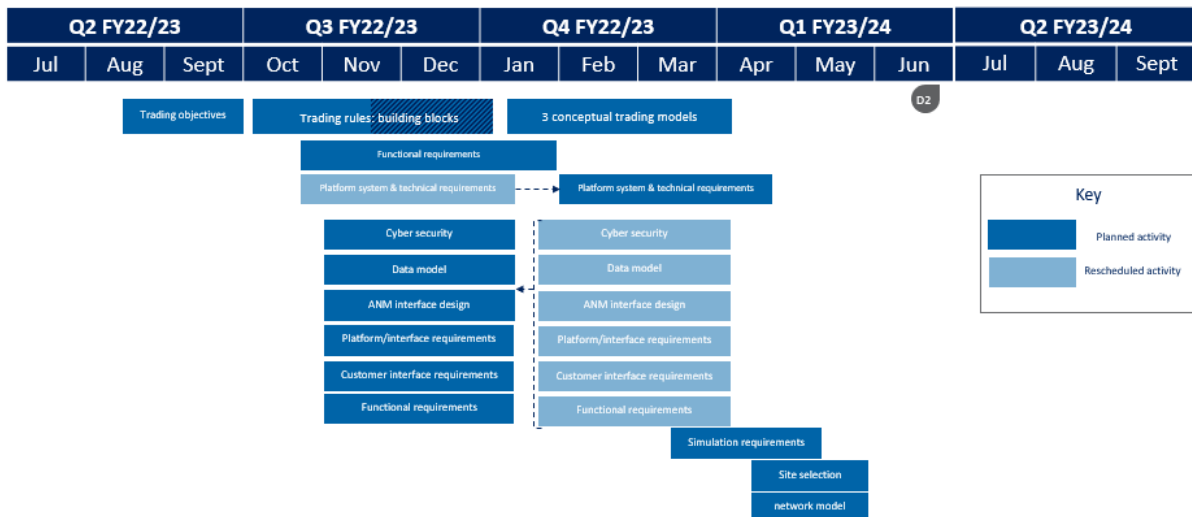 Q2 FY22/23 Q3 FY22/23 Q4 FY22/23 Q1 FY23/24 Q2 FY23/24
Jul Aug Sept Oct Nov Dec Jan Feb Mar Apr May Jun Jul Aug Sept
D2
Trading objectives Trading rules: building blocks 3 conceptual trading models
Functional requirements
Platform system & technical requirements Platform system & technical requirements
Key
Planned activity
Rescheduled activity
Cyber security Cyber security
Data model Data model
ANM interface design ANM interface design
Platform/interface requirements Platform/interface requirements
Customer interface requirements Customer interface requirements
Functional requirements Functional requirements
Simulation requirements
Site selection
network model